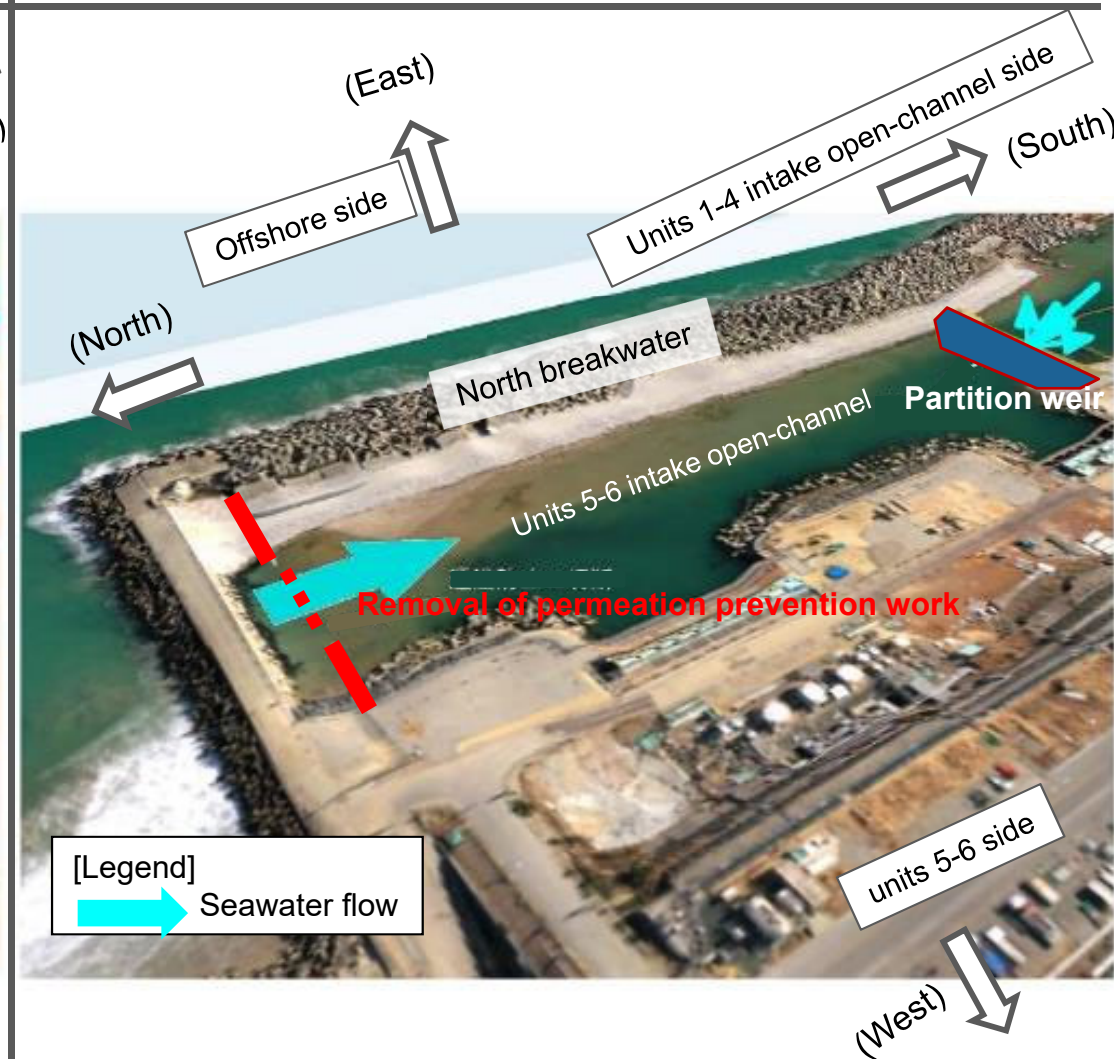 (East)
Units 1-4 intake open-channel side
(South)
Offshore side
(North)
North breakwater
Partition weir
Units 5-6 intake open-channel
Removal of permeation prevention work
units 5-6 side
[Legend]
Seawater flow
(West)